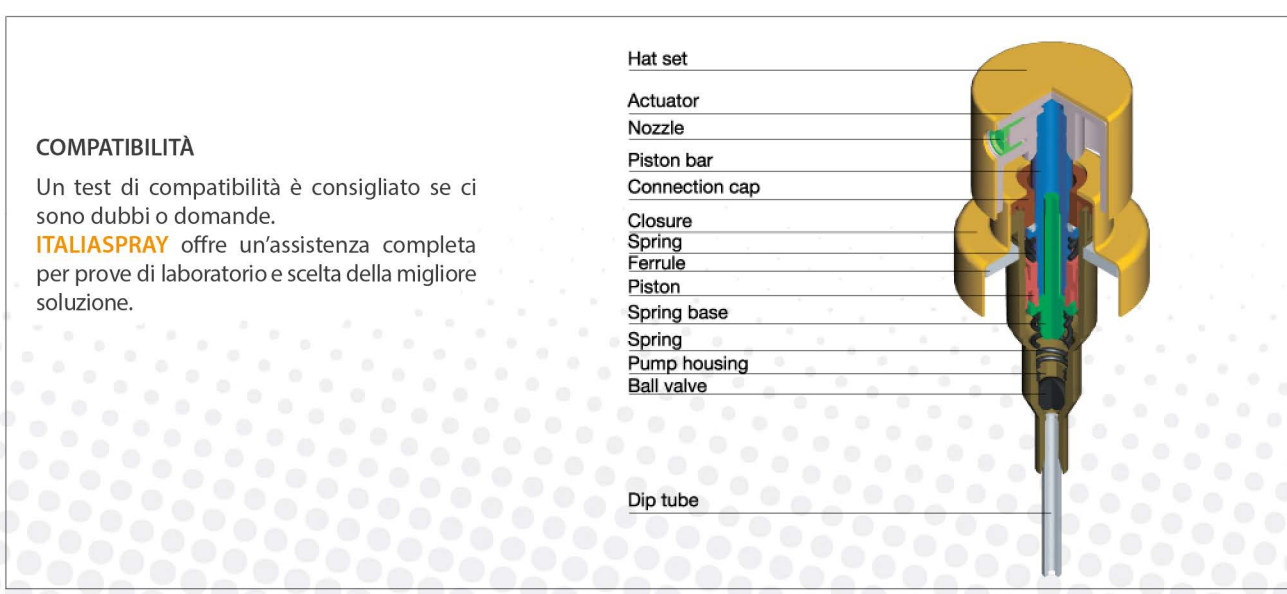 COMPATIBILITÀ
Un test di compatibilità è consigliato se ci
sono dubbi o domande.
ITALIASPRAY offre un'assistenza completa
per prove di laboratorio e scelta della migliore
soluzione.
Hat set
Actuator
Nozzle
Piston bar
Connection cap
Closure
Spring
Ferrule
Piston
Spring base
Spring
Pump housing
Ball valve
Dip tube